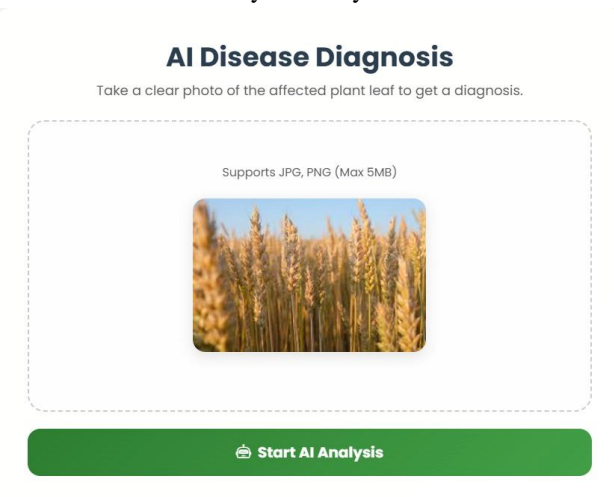 AI Disease Diagnosis
Take a clear photo of the affected plant leaf to get a diagnosis.
Supports JPG, PNG (Max 5MB)
Start AI Analysis